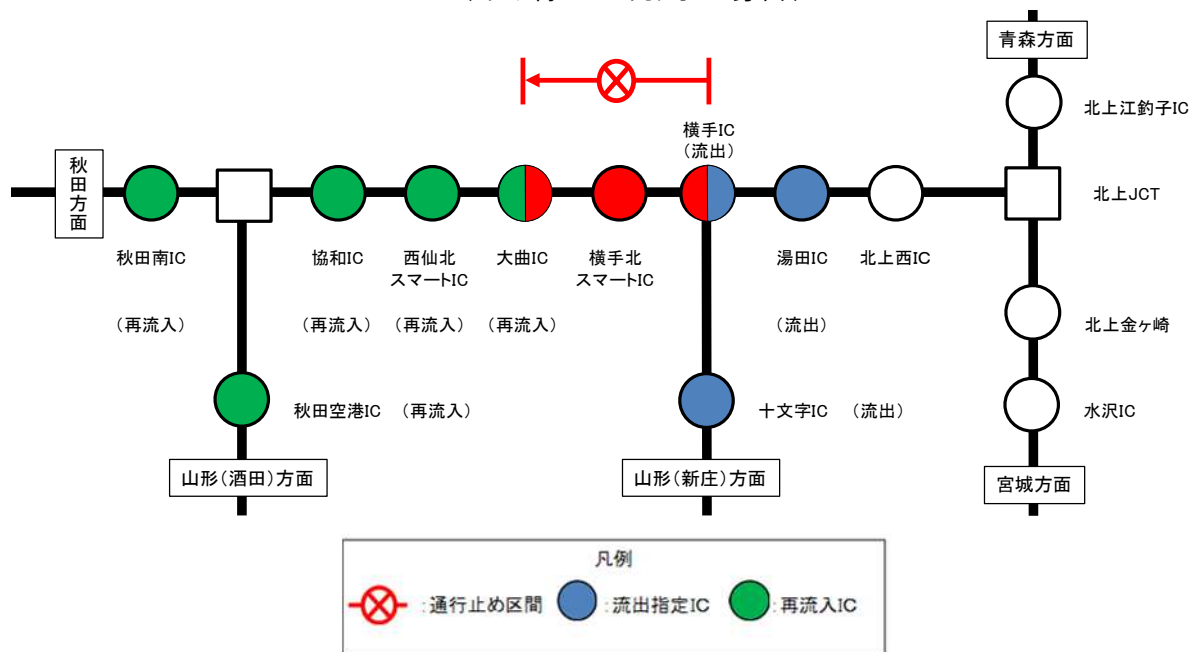 青森方面
北上江釣子IC
横手IC
(流出)
秋田方面
北上JCT
秋田南IC
協和IC
西仙北
スマートIC
大曲IC
横手北
スマートIC
湯田IC
北上西IC
(再流入)
(再流入)
(再流入)
(再流入)
(流出)
北上金ヶ崎
秋田空港IC (再流入)
十文字IC (流出)
水沢IC
山形(酒田)方面
山形(新庄)方面
宮城方面
凡例
:通行止め区間
:流出指定IC
:再流入IC